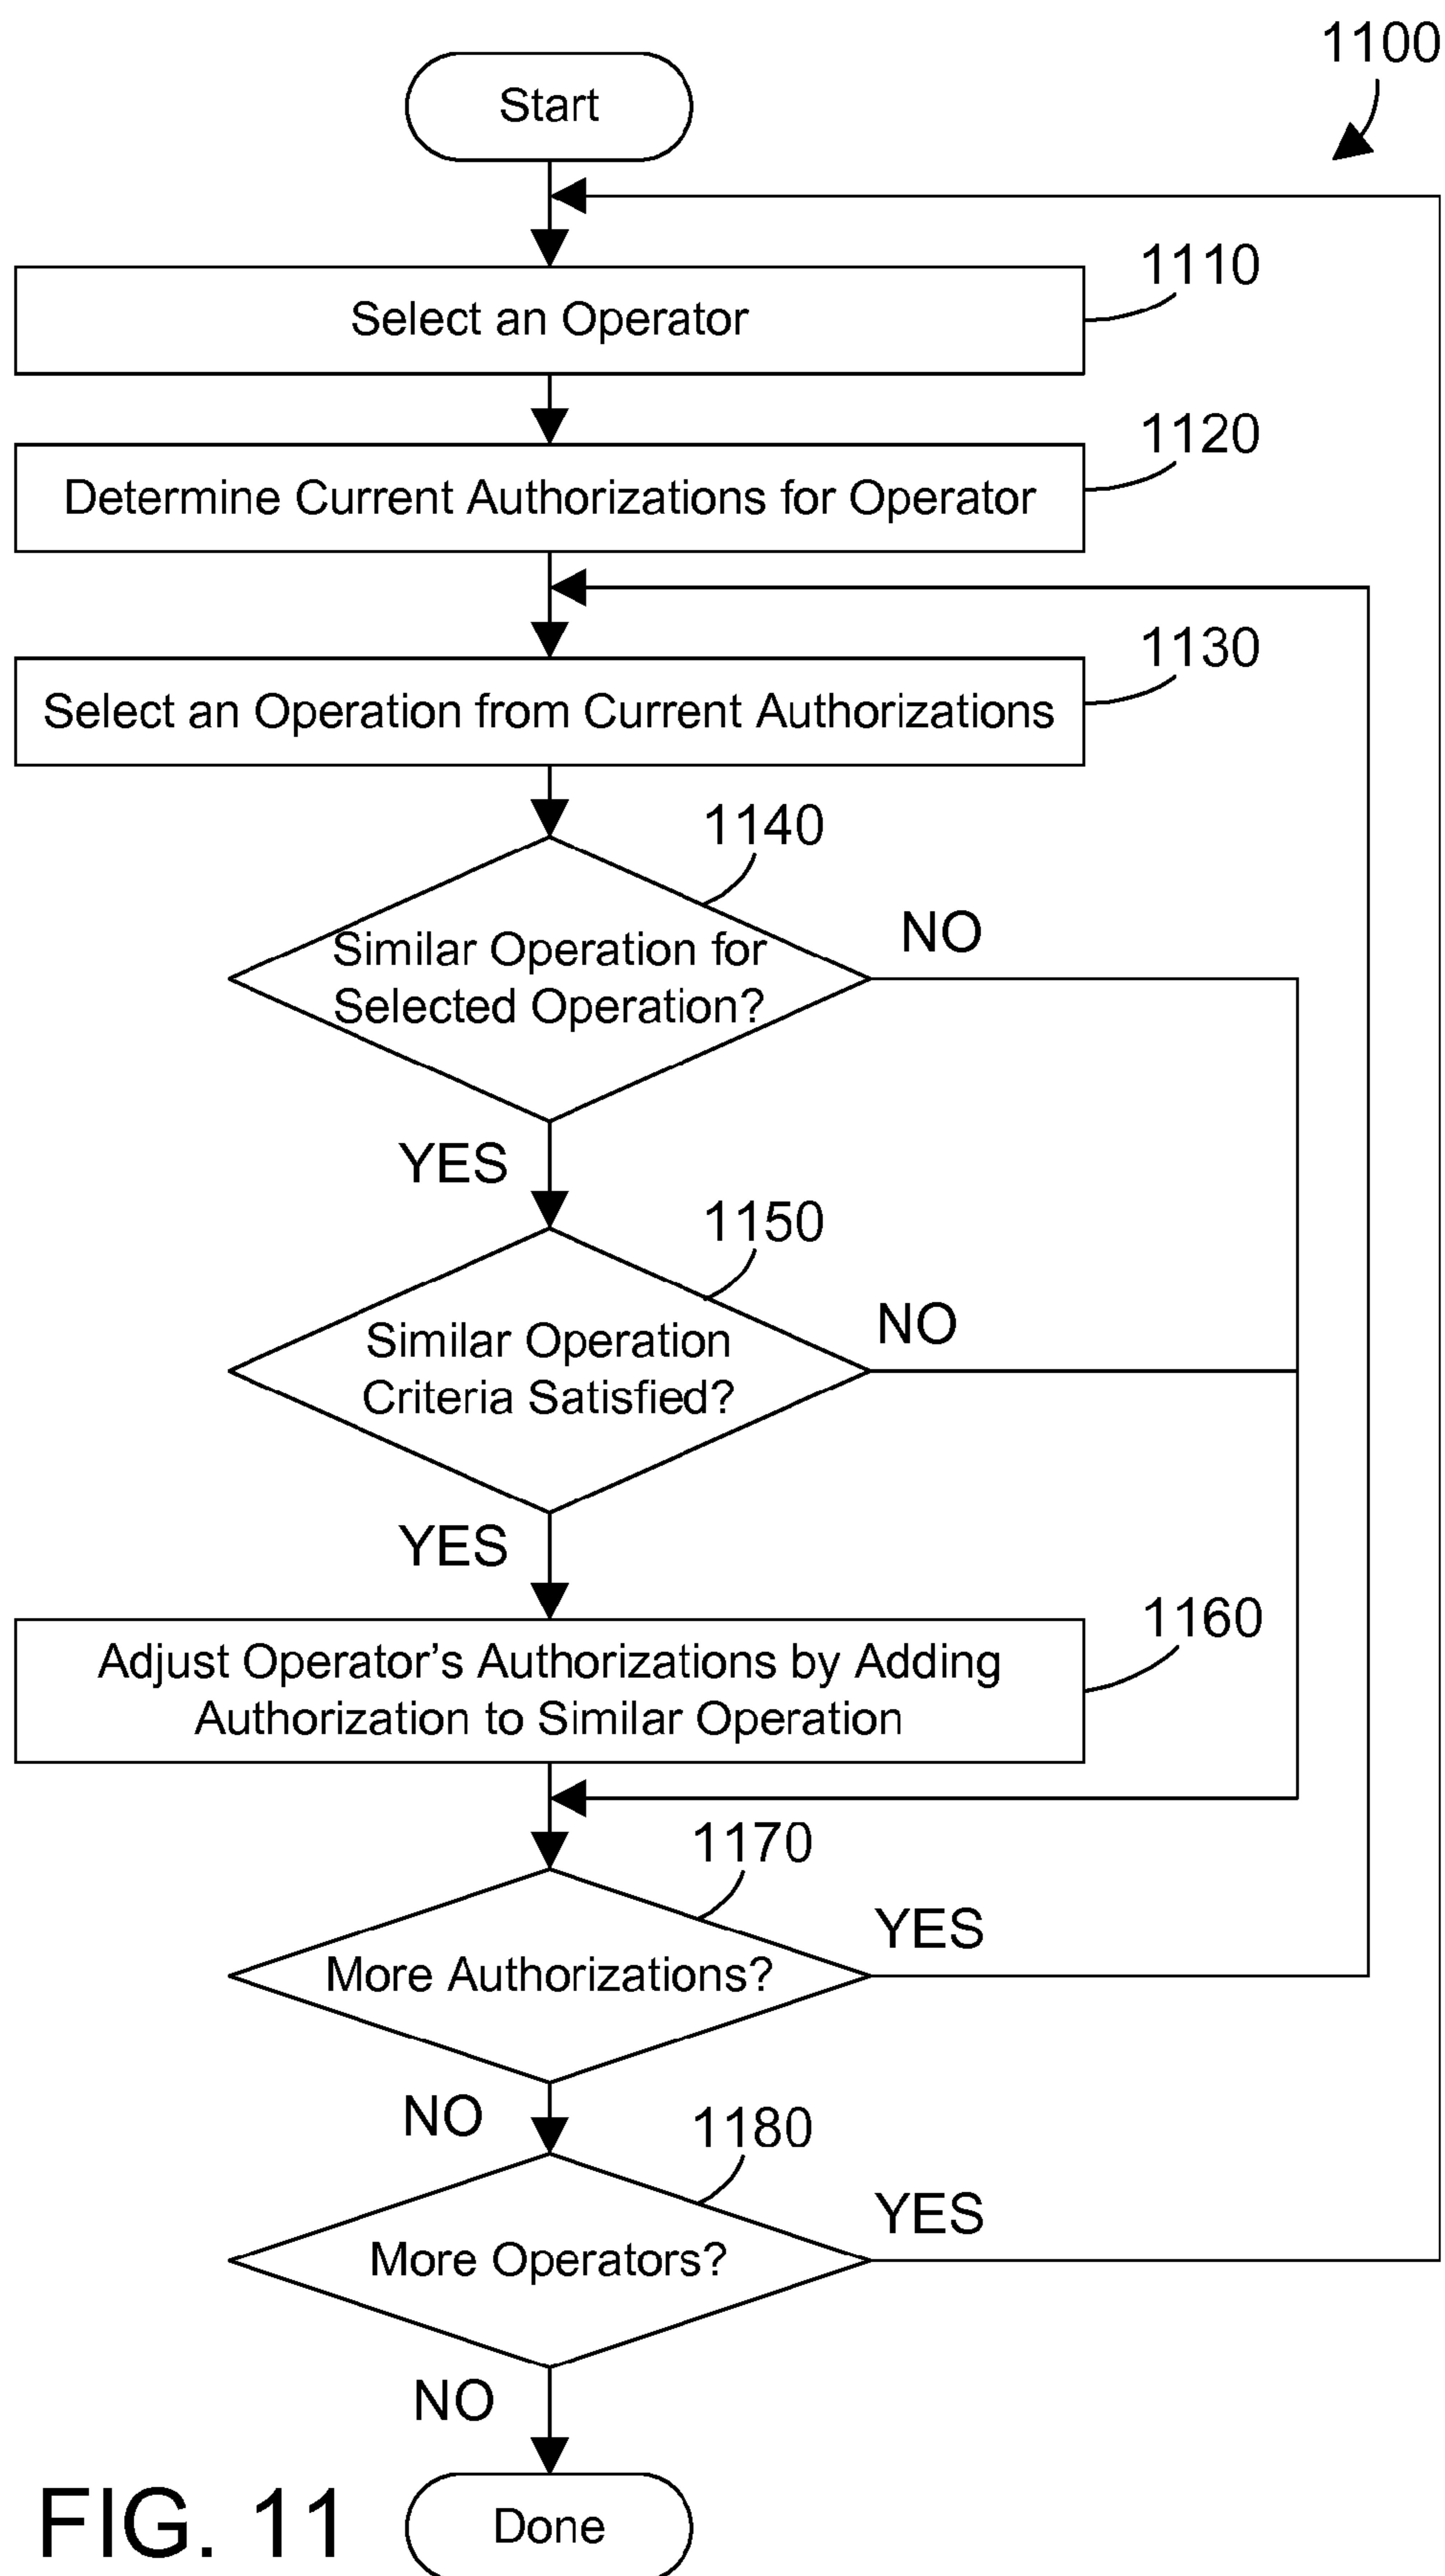 1100
Start
1110
Select an Operator
1120
Determine Current Authorizations for Operator
1130
Select an Operation from Current Authorizations
1140
NO
Similar Operation for
Selected Operation?
YES
1150
NO
Similar Operation
Criteria Satisfied?
YES
1160
Adjust Operator’s Authorizations by Adding
Authorization to Similar Operation
1170
YES
More Authorizations?
NO
1180
YES
More Operators?
NO
FIG. 11
Done